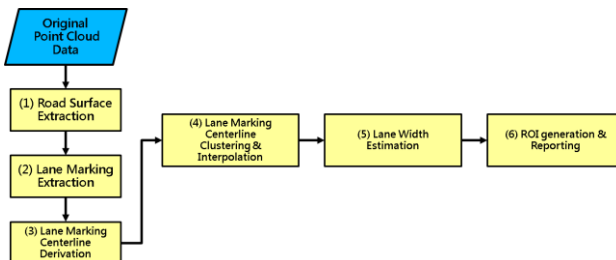 Original
Point Cloud
Data
(1) Road Surface
Extraction
(2) Lane Marking
Extraction
(3) Lane Marking
Centerline
Derivation
(4) Lane Marking
Centerline
Clustering &
Interpolation
(5) Lane Width
Estimation
(6) ROI generation &
Reporting